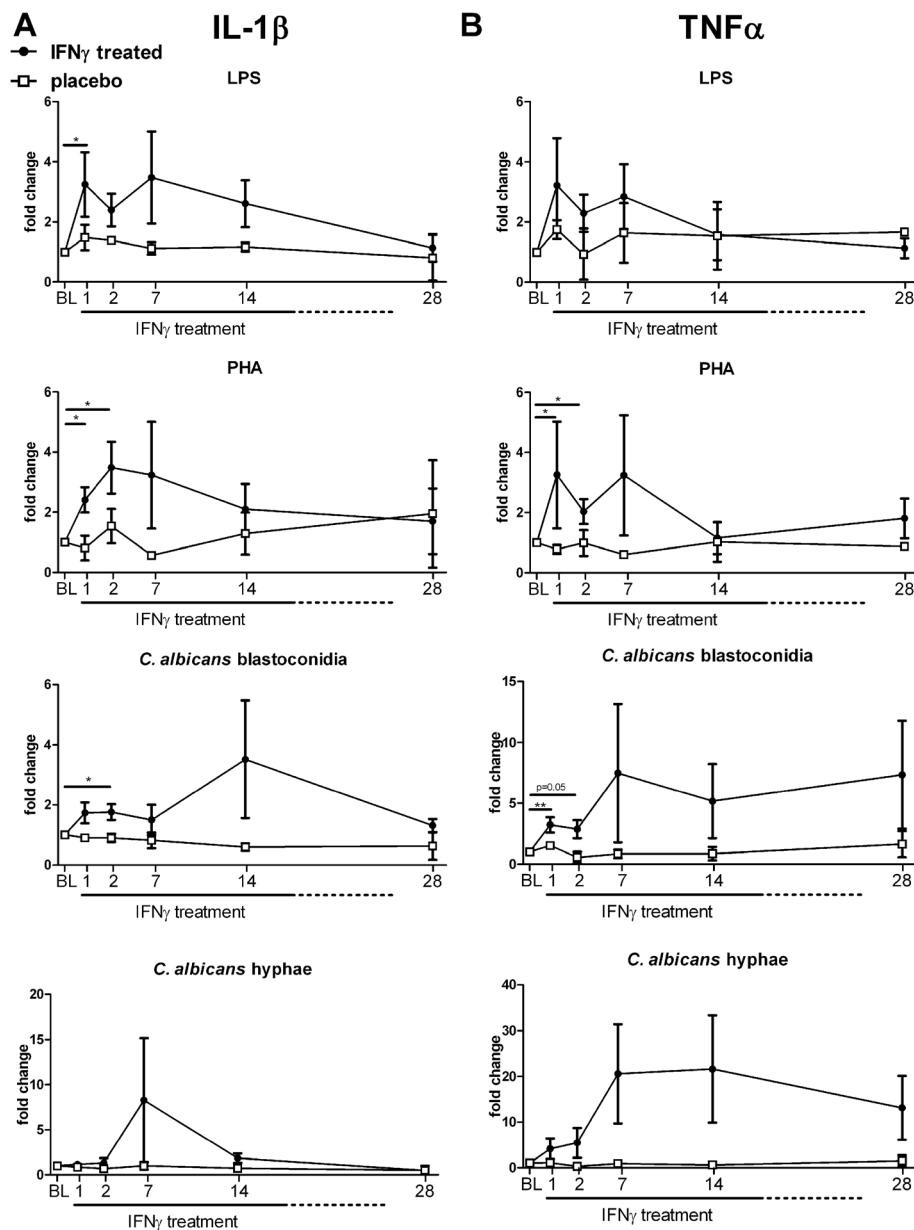 A IL-1β
IFNγ treated
placebo
LPS
fold change
6
4
2
0
*
BL 1 2 7 14 28
IFNγ treatment
PHA
fold change
6
4
2
0
*
*
BL 1 2 7 14 28
IFNγ treatment
C. albicans blastoconidia
fold change
6
4
2
0
*
BL 1 2 7 14 28
IFNγ treatment
C. albicans hyphae
fold change
20
15
10
5
0
BL 1 2 7 14 28
IFNγ treatment
B TNFα
LPS
fold change
6
4
2
0
BL 1 2 7 14 28
IFNγ treatment
PHA
fold change
6
4
2
0
*
*
BL 1 2 7 14 28
IFNγ treatment
C. albicans blastoconidia
fold change
15
10
5
0
p=0.05
**
BL 1 2 7 14 28
IFNγ treatment
C. albicans hyphae
fold change
40
30
20
10
0
BL 1 2 7 14 28
IFNγ treatment